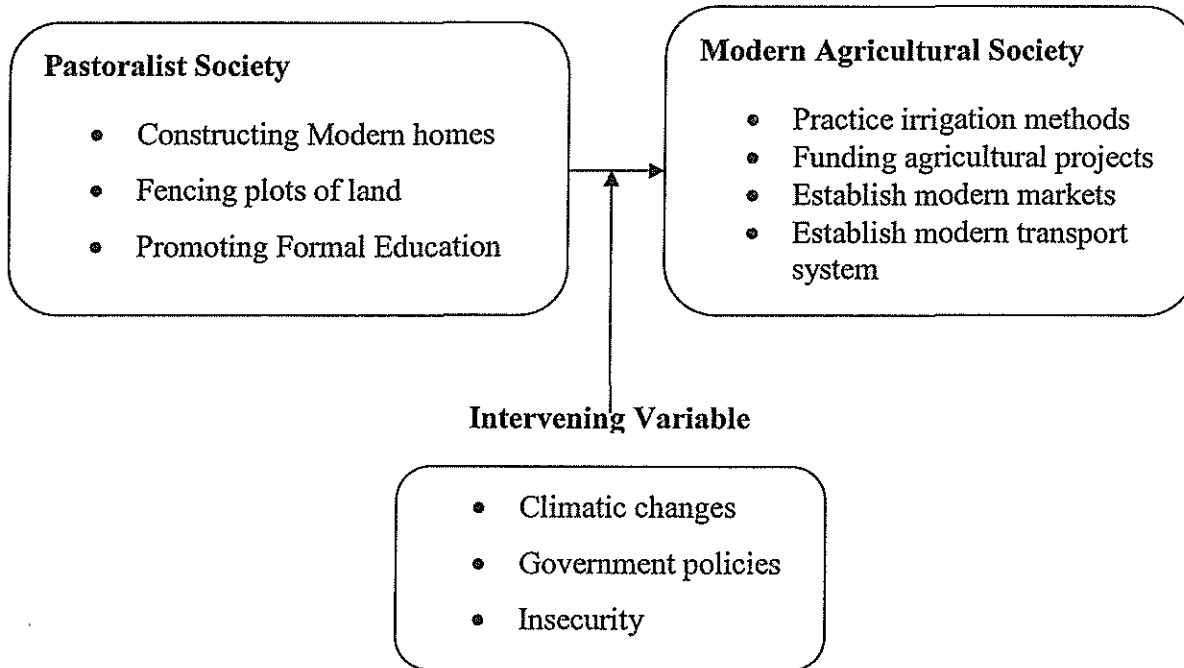 Pastoralist Society
• Constructing Modern homes
• Fencing plots of land
• Promoting Formal Education
Modern Agricultural Society
• Practice irrigation methods
• Funding agricultural projects
• Establish modern markets
• Establish modern transport
system
Intervening Variable
• Climatic changes
• Government policies
• Insecurity